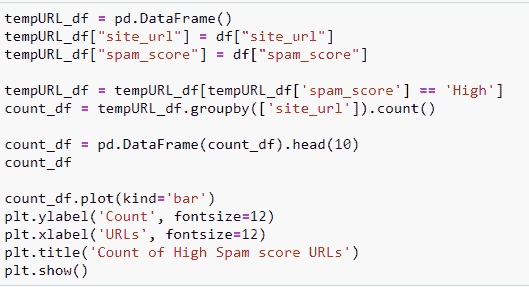 tempURL_df = pd.DataFrame()
tempURL_df["site_url"] = df["site_url"]
tempURL_df["spam_score"] = df["spam_score"]
tempURL_df = tempURL_df[tempURL_df['spam_score'] == 'High']
count_df = tempURL_df.groupby(['site_url']).count()
count_df = pd.DataFrame(count_df).head(10)
count_df
count_df.plot(kind='bar')
plt.ylabel('Count', fontsize=12)
plt.xlabel('URLs', fontsize=12)
plt.title('Count of High Spam score URLs')
plt.show()